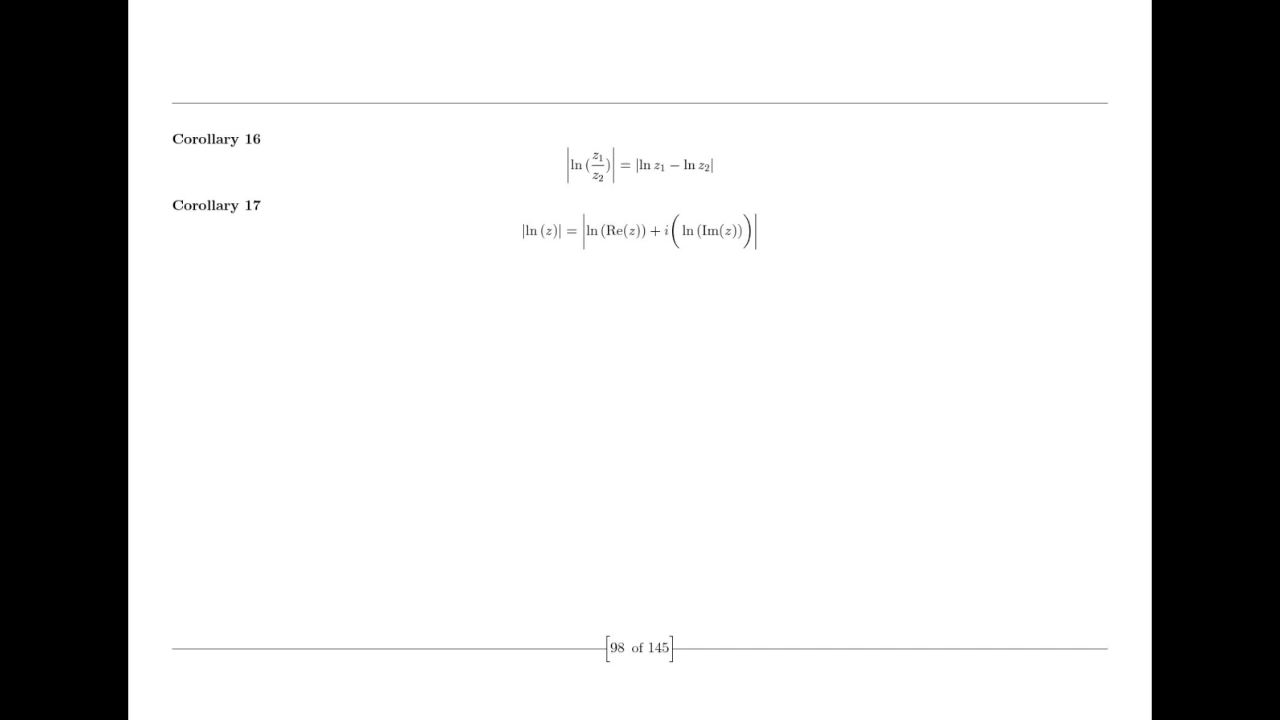 Corollary 16
|ln (z₁/z₂)| = |ln z₁ − ln z₂|
Corollary 17
|ln (z)| = |ln (Re(z)) + i( ln (Im(z)))|
[98 of 145]